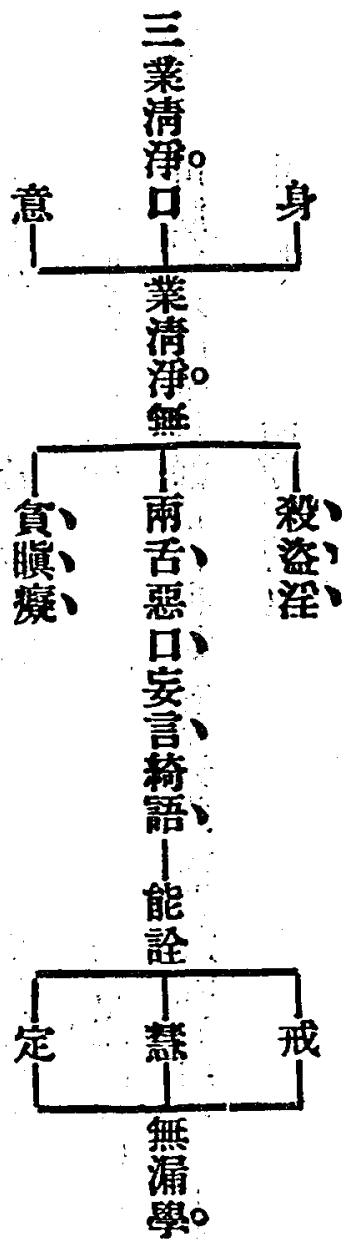 三業清淨。
身
口
意
業清淨。無
殺、盜、淫、
兩舌、惡口、妄言、綺語、
貪、瞋、癡、
能詮
戒
慧
定
無漏學。